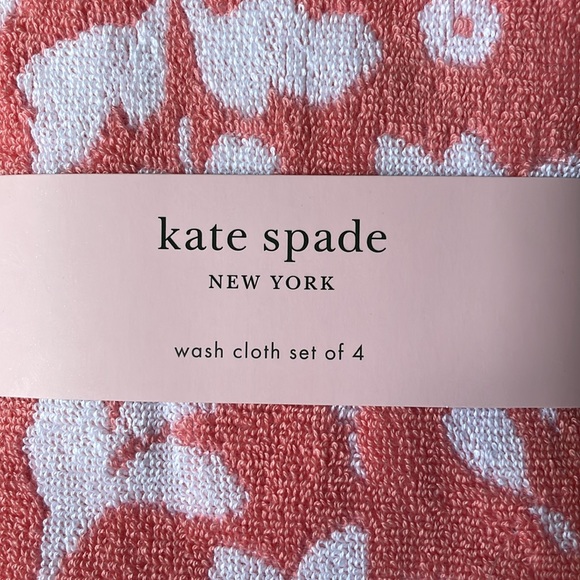 kate spade
NEW YORK
wash cloth set of 4